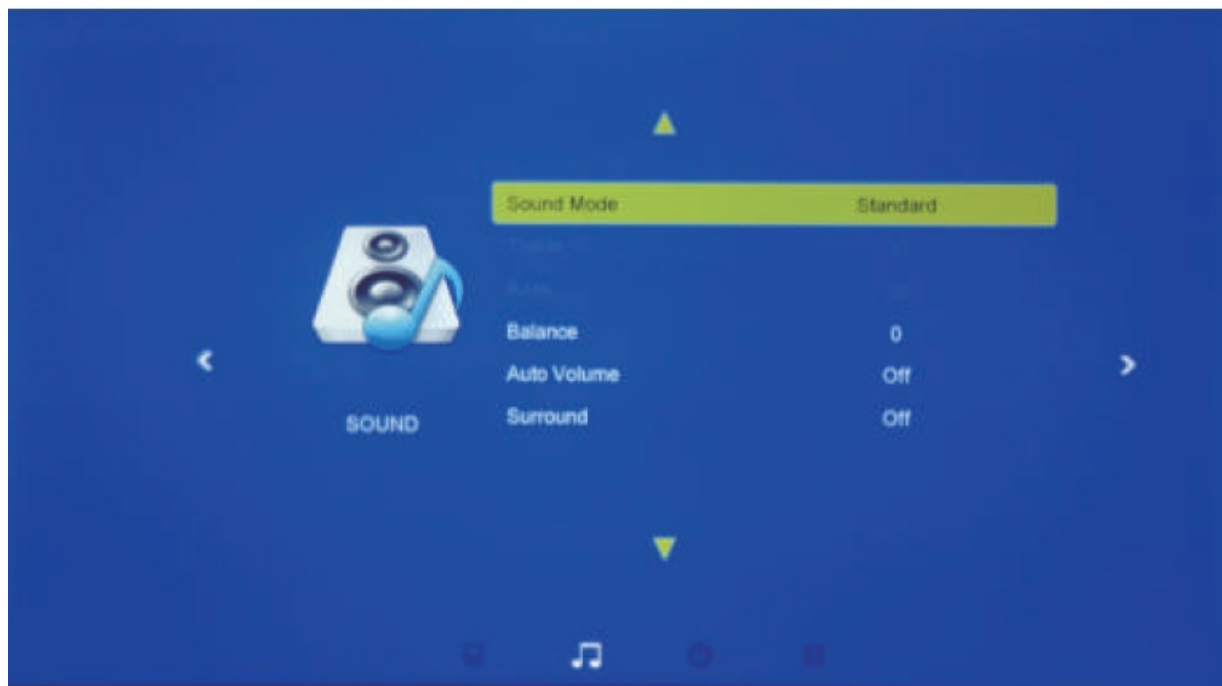 Sound Mode Standard
Balance 0
Auto Volume Off
Surround Off
SOUND